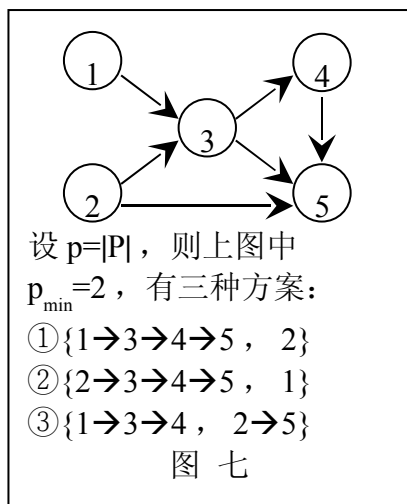 1 4
3
2 5
设 p=|P| ，则上图中
p_min=2 ，有三种方案：
①{1→3→4→5 ，2}
②{2→3→4→5 ，1}
③{1→3→4 ，2→5}
图 七